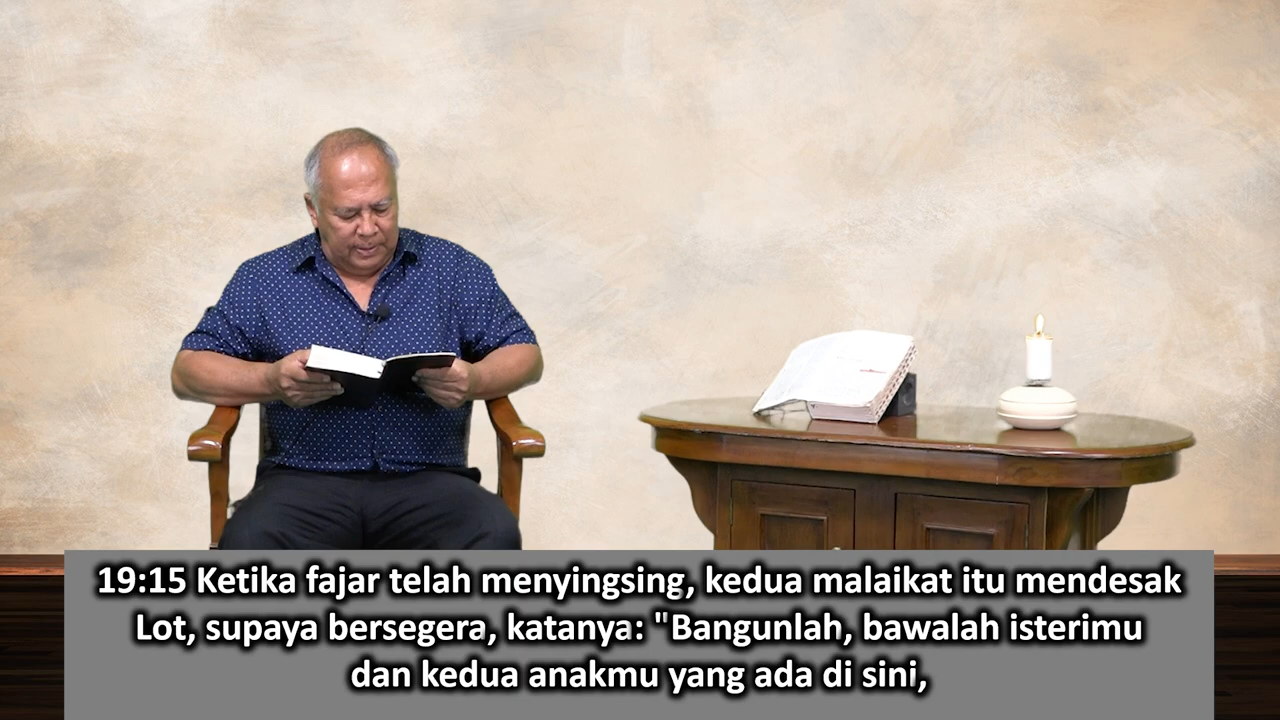 19:15 Ketika fajar telah menyingsing, kedua malaikat itu mendesak
Lot, supaya bersegera, katanya: "Bangunlah, bawalah isterimu
dan kedua anakmu yang ada di sini,